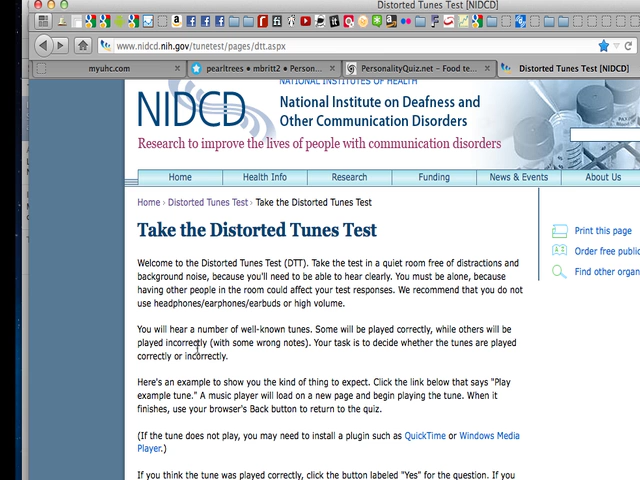 Distorted Tunes Test [NIDCD]
www.nidcd.nih.gov/tunetest/pages/dtt.aspx
myuhc.com
pearltrees • mbritt2 • Person...
PersonalityQuiz.net – Food te...
Distorted Tunes Test [NIDCD]
NATIONAL INSTITUTES OF HEALTH
NIDCD
National Institute on Deafness and
Other Communication Disorders
Research to improve the lives of people with communication disorders
Home Health Info Research Funding News & Events About Us
Home › Distorted Tunes Test › Take the Distorted Tunes Test
Take the Distorted Tunes Test
Print this page
Order free public
Find other organ
Welcome to the Distorted Tunes Test (DTT). Take the test in a quiet room free of distractions and
background noise, because you'll need to be able to hear clearly. You must be alone, because
having other people in the room could affect your test responses. We recommend that you do not
use headphones/earphones/earbuds or high volume.
You will hear a number of well-known tunes. Some will be played correctly, while others will be
played incorrectly (with some wrong notes). Your task is to decide whether the tunes are played
correctly or incorrectly.
Here's an example to show you the kind of thing to expect. Click the link below that says "Play
example tune." A music player will load on a new page and begin playing the tune. When it
finishes, use your browser's Back button to return to the quiz.
(If the tune does not play, you may need to install a plugin such as QuickTime or Windows Media
Player.)
If you think the tune was played correctly, click the button labeled "Yes" for the question. If you